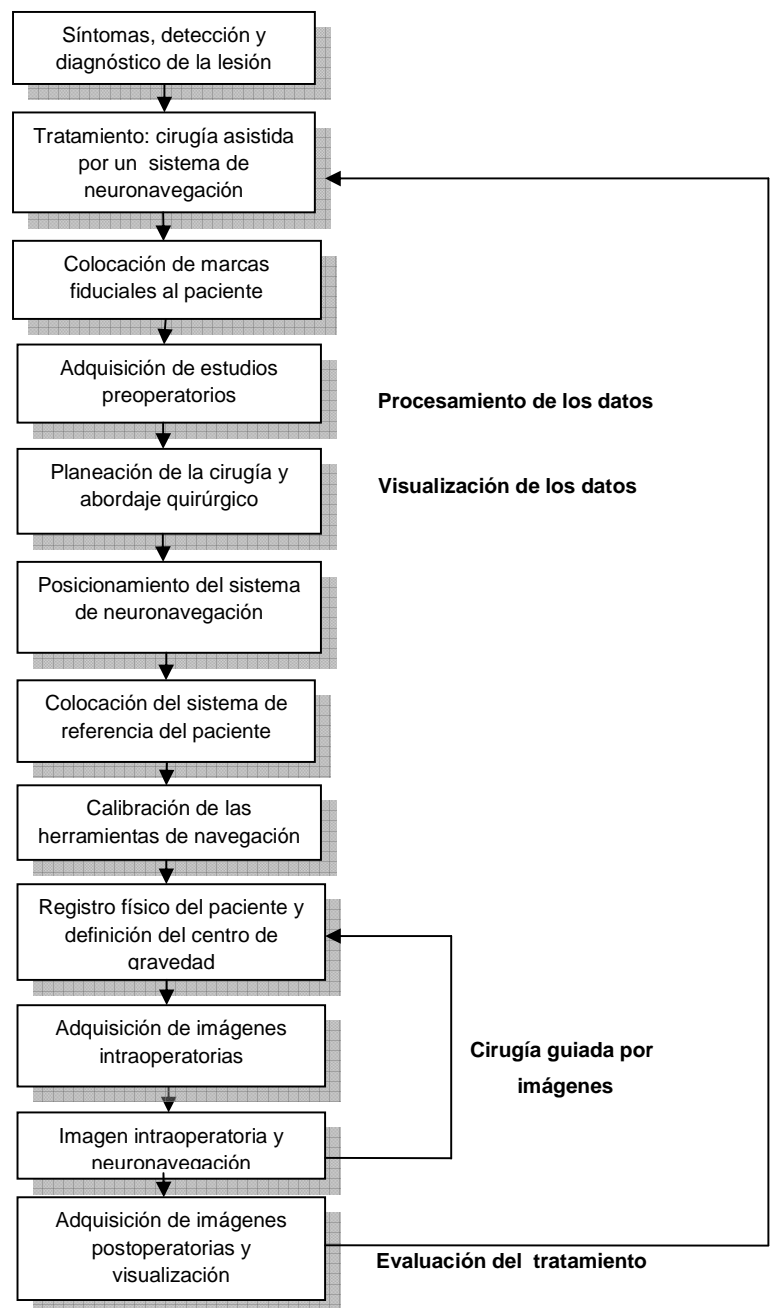 Síntomas, detección y
diagnóstico de la lesión
Tratamiento: cirugía asistida
por un sistema de
neuronavegación
Colocación de marcas
fiduciales al paciente
Adquisición de estudios
preoperatorios
Procesamiento de los datos
Planeación de la cirugía y
abordaje quirúrgico
Visualización de los datos
Posicionamiento del sistema
de neuronavegación
Colocación del sistema de
referencia del paciente
Calibración de las
herramientas de navegación
Registro físico del paciente y
definición del centro de
gravedad
Adquisición de imágenes
intraoperatorias
Cirugía guiada por
imágenes
Imagen intraoperatoria y
neuronavegación
Adquisición de imágenes
postoperatorias y
visualización
Evaluación del tratamiento